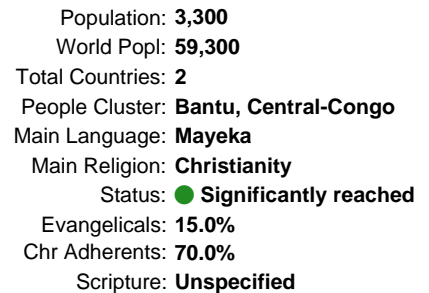 Population: 3,300
World Popl: 59,300
Total Countries: 2
People Cluster: Bantu, Central-Congo
Main Language: Mayeka
Main Religion: Christianity
Status: Significantly reached
Evangelicals: 15.0%
Chr Adherents: 70.0%
Scripture: Unspecified